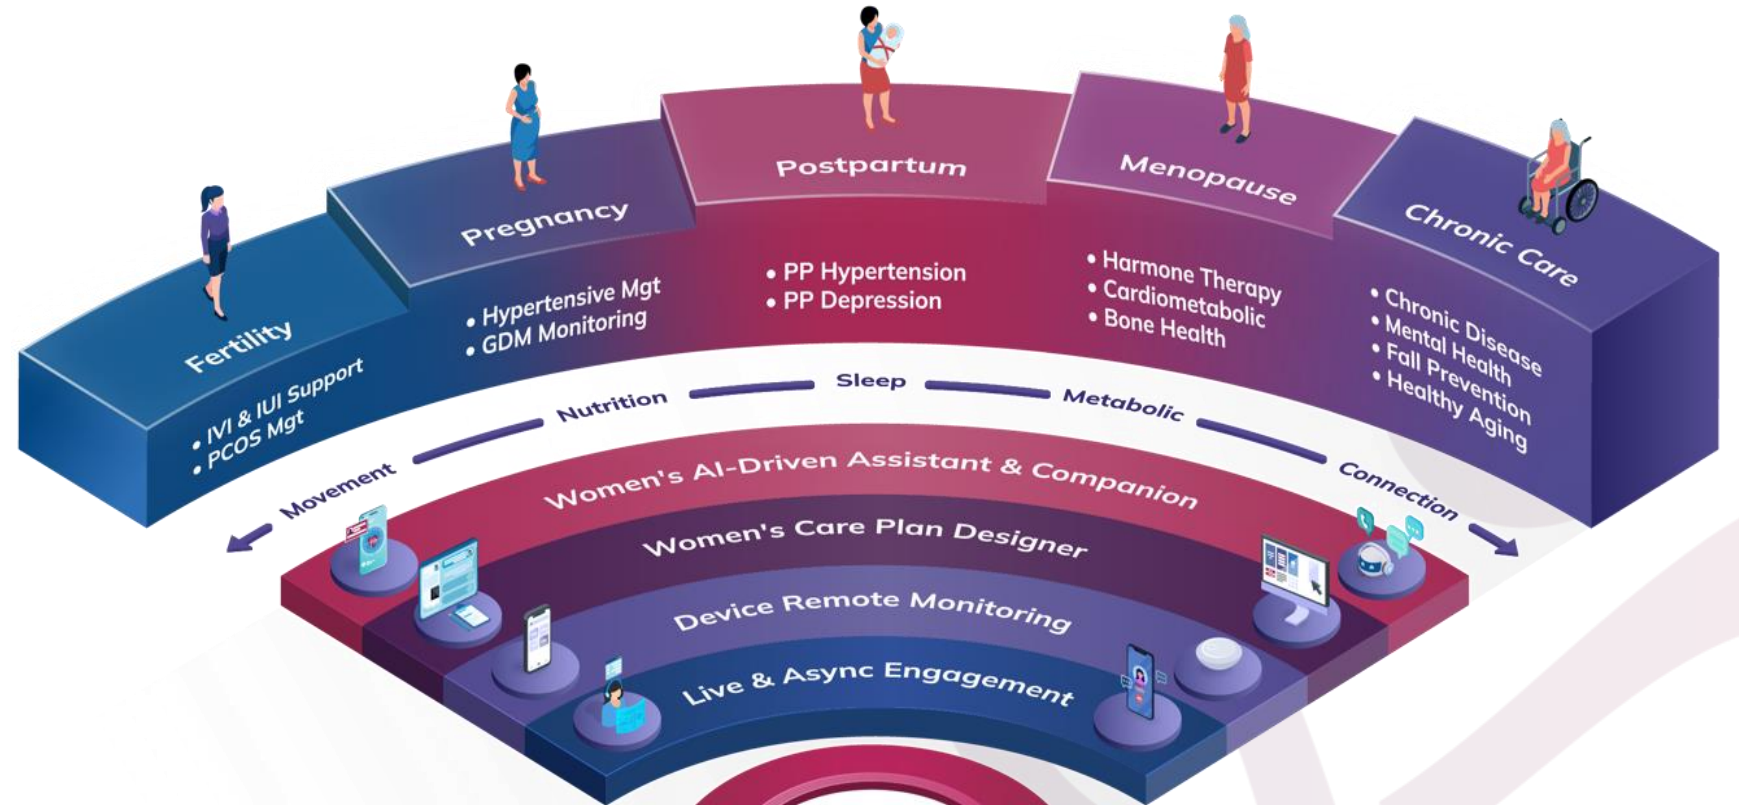 Fertility
• IVI & IUI Support
• PCOS Mgt
Pregnancy
• Hypertensive Mgt
• GDM Monitoring
Postpartum
• PP Hypertension
• PP Depression
Menopause
• Harmone Therapy
• Cardiometabolic
• Bone Health
Chronic Care
• Chronic Disease
• Mental Health
• Fall Prevention
• Healthy Aging
Movement
Nutrition
Sleep
Metabolic
Connection
Women's AI-Driven Assistant & Companion
Women's Care Plan Designer
Device Remote Monitoring
Live & Async Engagement